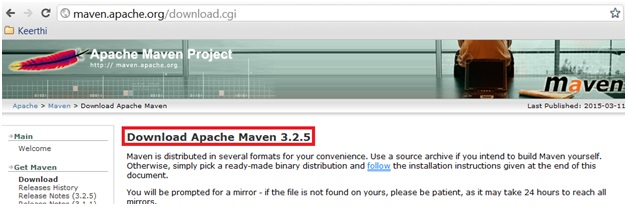 maven.apache.org/download.cgi
Keerthi
Apache Maven Project
http://maven.apache.org
maven
Apache > Maven > Download Apache Maven
Last Published: 2015-03-11
Main
Welcome
Get Maven
Download
Releases History
Release Notes (3.2.5)
Release Notes (3.1.1)
Download Apache Maven 3.2.5
Maven is distributed in several formats for your convenience. Use a source archive if you intend to build Maven yourself.
Otherwise, simply pick a ready-made binary distribution and follow the installation instructions given at the end of this
document.
You will be prompted for a mirror - if the file is not found on yours, please be patient, as it may take 24 hours to reach all
mirrors.